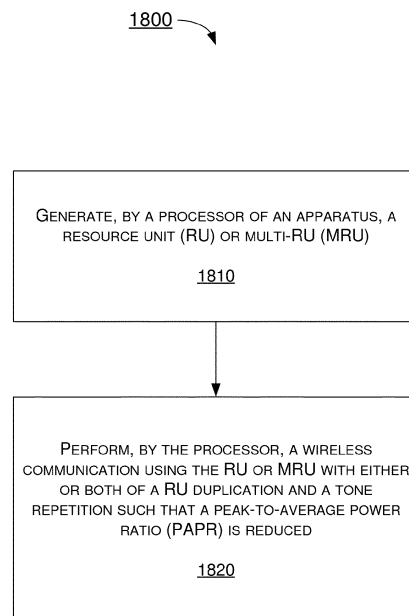 1800
GENERATE, BY A PROCESSOR OF AN APPARATUS, A
RESOURCE UNIT (RU) OR MULTI-RU (MRU)
1810
PERFORM, BY THE PROCESSOR, A WIRELESS
COMMUNICATION USING THE RU OR MRU WITH EITHER
OR BOTH OF A RU DUPLICATION AND A TONE
REPETITION SUCH THAT A PEAK-TO-AVERAGE POWER
RATIO (PAPR) IS REDUCED
1820